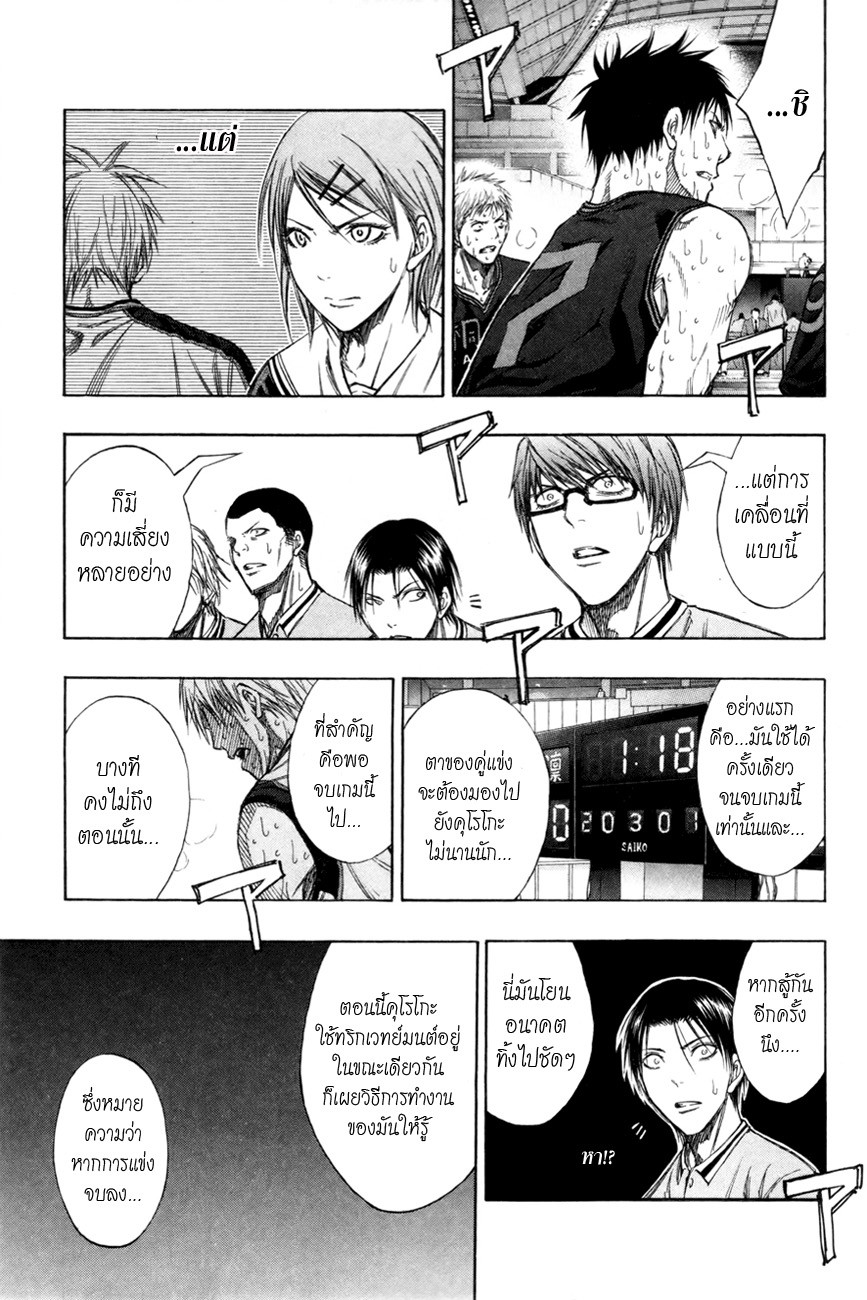 ア
...ชิ
7
桐
A
ア
...แต่
ア
...แต่การ
เคลื่อนที่
แบบนี้
ก็มี
ความเสี่ยง
หลายอย่าง
ア
อย่างแรก
คือ...มันใช้ได้
ครั้งเดียว
จนจบเกมนี้
เท่านั้นและ...
1:18
凛
0
20301
SAIKO
ตาของคู่แข่ง
จะต้องมองไป
ยังคุโรโกะ
ไม่นานนัก...
ที่สำคัญ
คือพอ
จบเกมนี้
ไป...
บางที
คงไม่ถึง
ตอนนั้น...
ア
หากสู้กัน
อีกครั้ง
นึง....
นี่มันโยน
อนาคต
ทิ้งไปชัดๆ
หา!?
ア
ตอนนี้คุโรโกะ
ใช้ทริกเวทย์มนต์อยู่
ในขณะเดียวกัน
ก็เผยวิธีการทำงาน
ของมันให้รู้
ซึ่งหมาย
ความว่า
หากการแข่ง
จบลง...